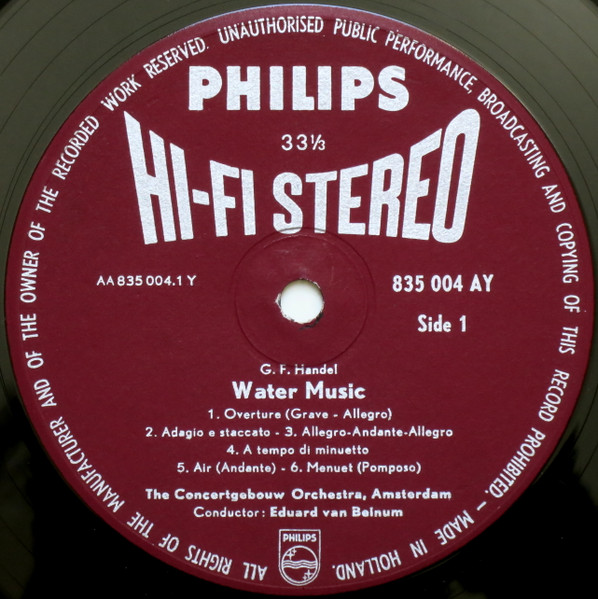 ALL RIGHTS OF THE MANUFACTURER AND OF THE OWNER OF THE RECORDED WORK RESERVED. UNAUTHORISED PUBLIC PERFORMANCE, BROADCASTING AND COPYING OF THIS RECORD PROHIBITED. – MADE IN HOLLAND.
PHILIPS
33⅓
HI-FI STEREO
AA 835 004.1 Y
835 004 AY
Side 1
G. F. Handel
Water Music
1. Overture (Grave - Allegro)
2. Adagio e staccato - 3. Allegro-Andante-Allegro
4. A tempo di minuetto
5. Air (Andante) - 6. Menuet (Pomposo)
The Concertgebouw Orchestra, Amsterdam
Conductor: Eduard van Beinum
PHILIPS